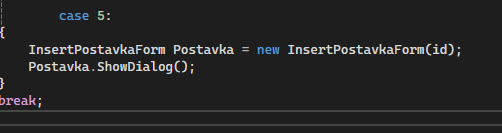 case 5:
{
InsertPostavkaForm Postavka = new InsertPostavkaForm(id);
Postavka.ShowDialog();
}
break;